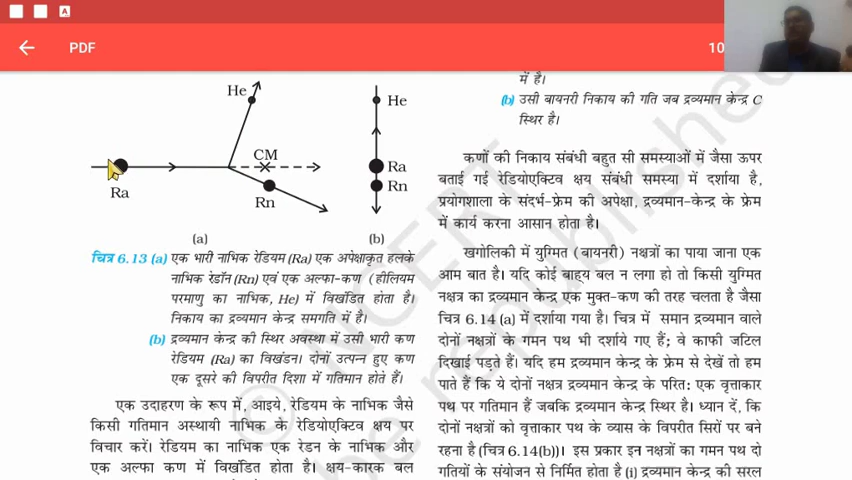 A
PDF
10
He
CM
Ra
Rn
(a)
He
Ra
Rn
(b)
चित्र 6.13 (a) एक भारी नाभिक रेडियम (Ra) एक अपेक्षाकृत हलके
नाभिक रेडॉन (Rn) एवं एक अल्फा-कण (हीलियम
परमाणु का नाभिक, He) में विखंडित होता है।
निकाय का द्रव्यमान केन्द्र समगति में है।
(b) द्रव्यमान केन्द्र की स्थिर अवस्था में उसी भारी कण
रेडियम (Ra) का विखंडन। दोनों उत्पन्न हुए कण
एक दूसरे की विपरीत दिशा में गतिमान होते हैं।
एक उदाहरण के रूप में, आइये, रेडियम के नाभिक जैसे
किसी गतिमान अस्थायी नाभिक के रेडियोएक्टिव क्षय पर
विचार करें। रेडियम का नाभिक एक रेडन के नाभिक और
एक अल्फा कण में विखंडित होता है। क्षय-कारक बल
में है।
(b) उसी बायनरी निकाय की गति जब द्रव्यमान केन्द्र C
स्थिर है।
कणों की निकाय संबंधी बहुत सी समस्याओं में जैसा ऊपर
बताई गई रेडियोएक्टिव क्षय संबंधी समस्या में दर्शाया है,
प्रयोगशाला के संदर्भ-फ्रेम की अपेक्षा, द्रव्यमान-केन्द्र के फ्रेम
में कार्य करना आसान होता है।
खगोलिकी में युग्मित (बायनरी) नक्षत्रों का पाया जाना एक
आम बात है। यदि कोई बाहय बल न लगा हो तो किसी युग्मित
नक्षत्र का द्रव्यमान केन्द्र एक मुक्त-कण की तरह चलता है जैसा
चित्र 6.14 (a) में दर्शाया गया है। चित्र में समान द्रव्यमान वाले
दोनों नक्षत्रों के गमन पथ भी दर्शाये गए हैं; वे काफी जटिल
दिखाई पड़ते हैं। यदि हम द्रव्यमान केन्द्र के फ्रेम से देखें तो हम
पाते हैं कि ये दोनों नक्षत्र द्रव्यमान केन्द्र के परित: एक वृत्ताकार
पथ पर गतिमान हैं जबकि द्रव्यमान केन्द्र स्थिर है। ध्यान दें, कि
दोनों नक्षत्रों को वृत्ताकार पथ के व्यास के विपरीत सिरों पर बने
रहना है (चित्र 6.14(b))। इस प्रकार इन नक्षत्रों का गमन पथ दो
गतियों के संयोजन से निर्मित होता है (i) द्रव्यमान केन्द्र की सरल
© NCERT
be republished